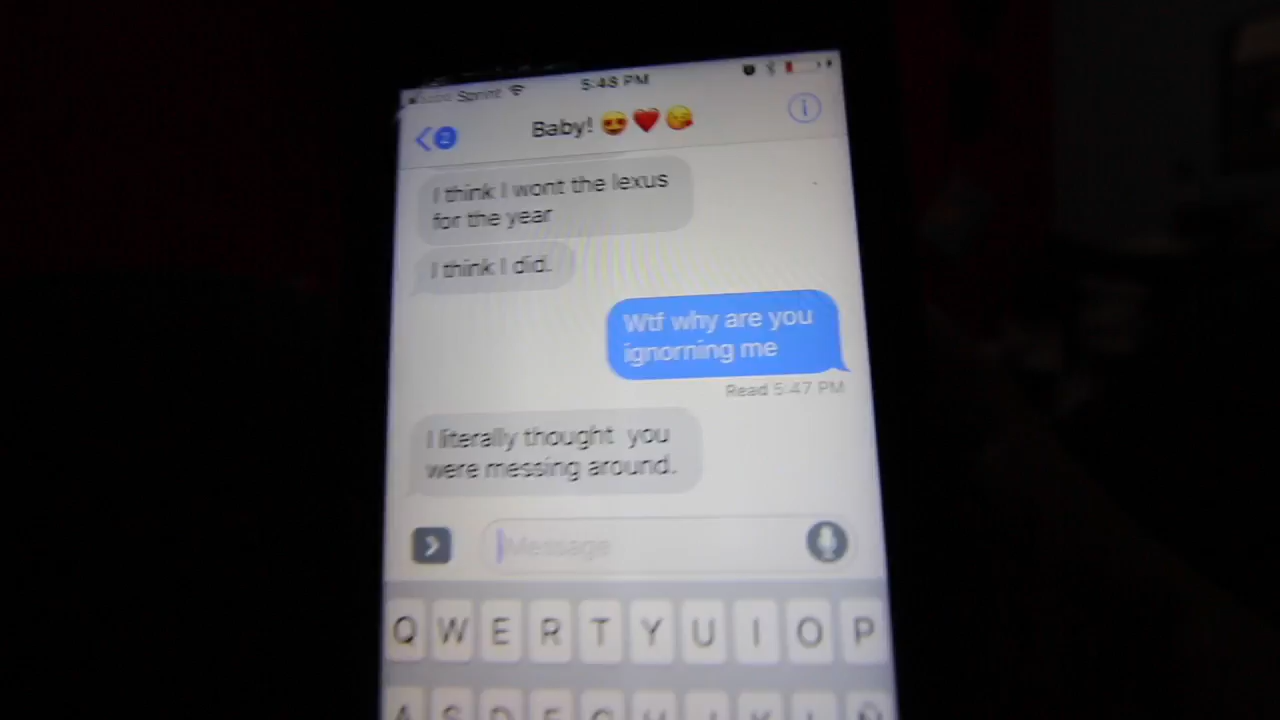 Sprint 5:48 PM
2 Baby! 😍❤️😘
I think I wont the lexus
for the year
I think I did.
Wtf why are you
ignorning me
Read 5:47 PM
I literally thought you
were messing around.
Message
Q W E R T Y U I O P